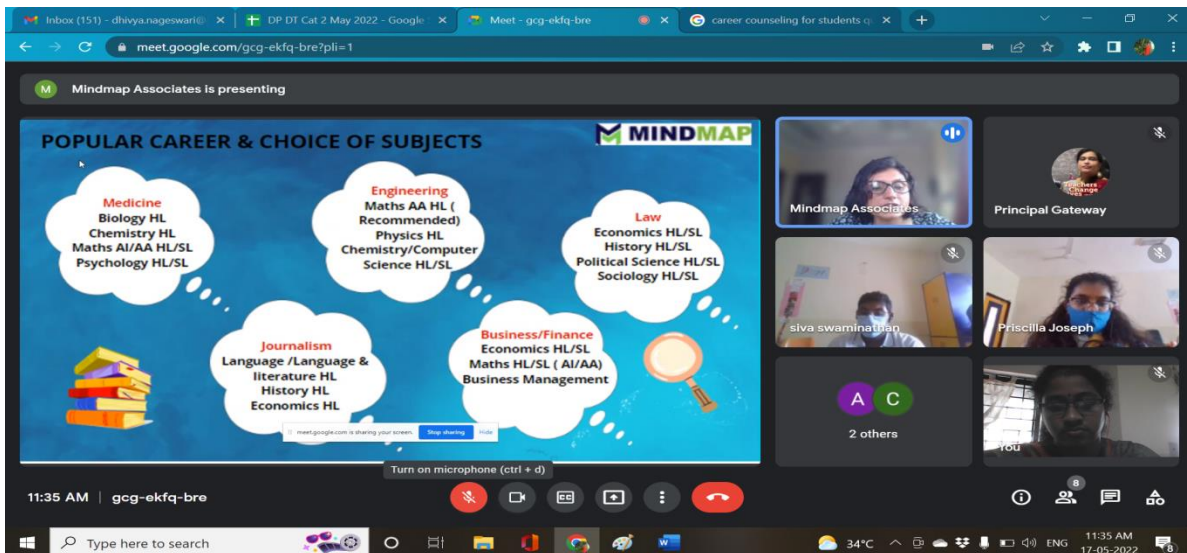 Inbox (151) - dhivya.nageswari@
DP DT Cat 2 May 2022 - Google
Meet - gcg-ekfq-bre
career counseling for students q
meet.google.com/gcg-ekfq-bre?pli=1
M Mindmap Associates is presenting
POPULAR CAREER & CHOICE OF SUBJECTS
MINDMAP
Medicine
Biology HL
Chemistry HL
Maths AI/AA HL/SL
Psychology HL/SL
Engineering
Maths AA HL (
Recommended)
Physics HL
Chemistry/Computer
Science HL/SL
Law
Economics HL/SL
History HL/SL
Political Science HL/SL
Sociology HL/SL
Journalism
Language /Language &
literature HL
History HL
Economics HL
Business/Finance
Economics HL/SL
Maths HL/SL ( AI/AA)
Business Management
meet.google.com is sharing your screen. Stop sharing Hide
Mindmap Associates
Teachers
Change
Principal Gateway
siva swaminathan
Priscilla Joseph
A C
2 others
You
Turn on microphone (ctrl + d)
11:35 AM | gcg-ekfq-bre
CC
8
Type here to search
34°C
ENG
11:35 AM
17-05-2022
8